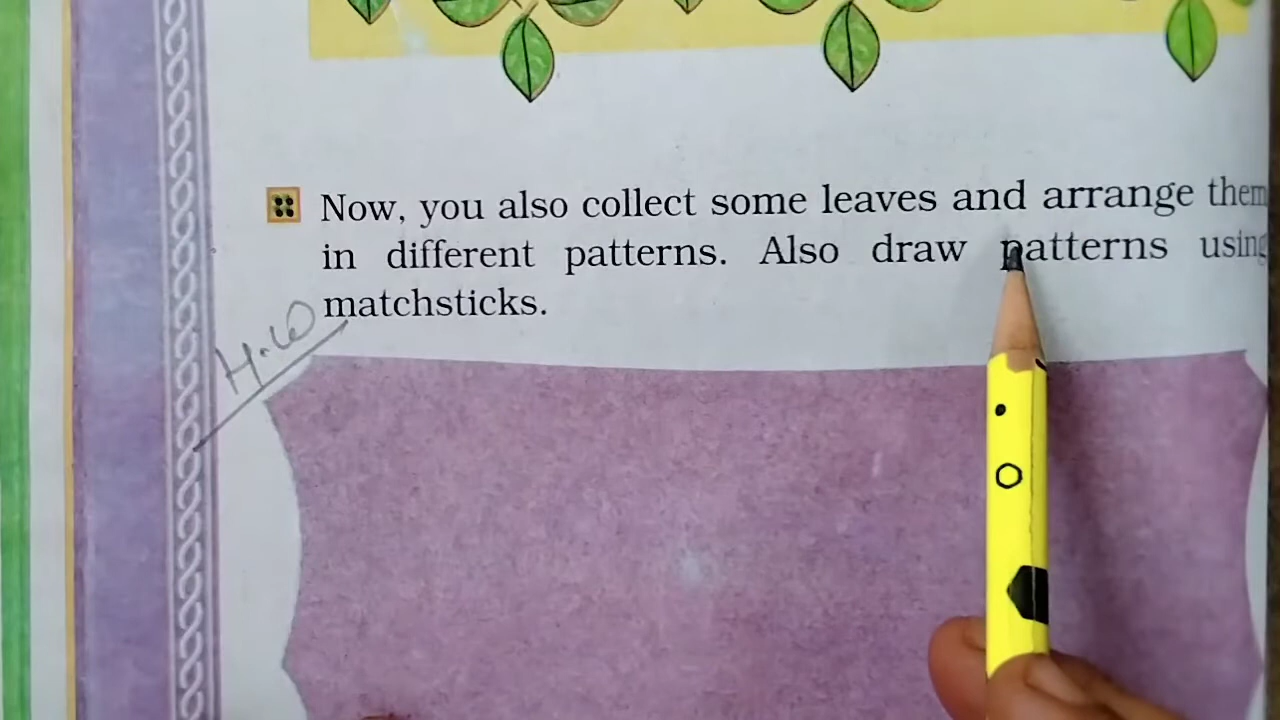 Now, you also collect some leaves and arrange them
in different patterns. Also draw patterns using
matchsticks.
H.W